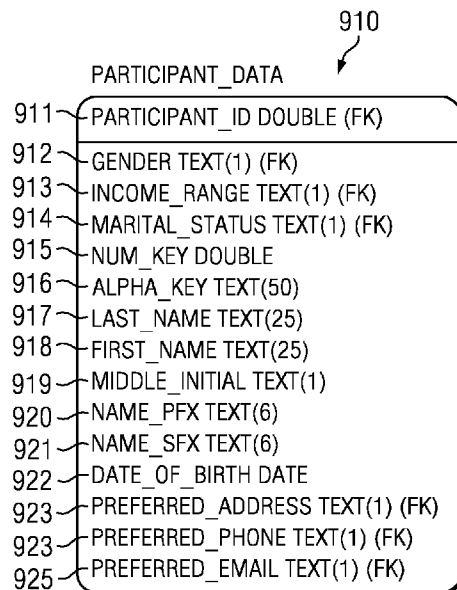 910
PARTICIPANT_DATA
911 PARTICIPANT_ID DOUBLE (FK)
912 GENDER TEXT(1) (FK)
913 INCOME_RANGE TEXT(1) (FK)
914 MARITAL_STATUS TEXT(1) (FK)
915 NUM_KEY DOUBLE
916 ALPHA_KEY TEXT(50)
917 LAST_NAME TEXT(25)
918 FIRST_NAME TEXT(25)
919 MIDDLE_INITIAL TEXT(1)
920 NAME_PFX TEXT(6)
921 NAME_SFX TEXT(6)
922 DATE_OF_BIRTH DATE
923 PREFERRED_ADDRESS TEXT(1) (FK)
923 PREFERRED_PHONE TEXT(1) (FK)
925 PREFERRED_EMAIL TEXT(1) (FK)